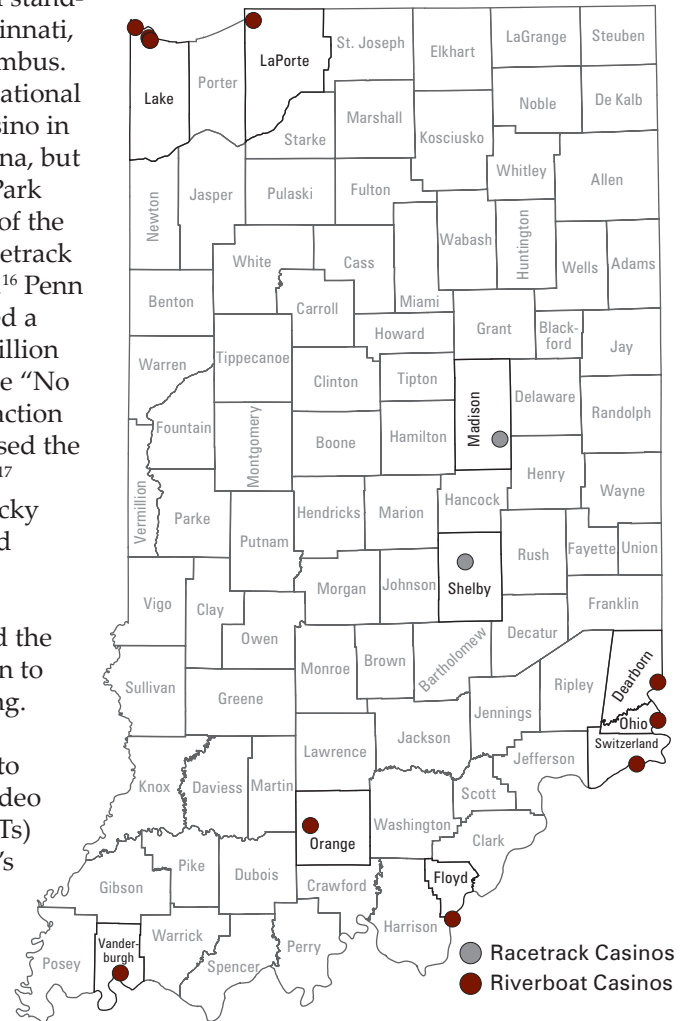 n stand-
cinnati,
mbus.
ational
sino in
na, but
Park
of the
etrack
¹⁶ Penn
ed a
illion
e “No
action
sed the
¹⁷
cky
d
d the
n to
ng.
to
deo
Ts)
’s
St. Joseph
Elkhart
LaGrange
Steuben
LaPorte
Porter
Lake
Noble
De Kalb
Marshall
Starke
Kosciusko
Whitley
Allen
Newton
Jasper
Pulaski
Fulton
Wabash
Huntington
Wells
Adams
White
Cass
Miami
Benton
Carroll
Howard
Grant
Black-
ford
Jay
Warren
Tippecanoe
Clinton
Tipton
Madison
Delaware
Randolph
Fountain
Montgomery
Boone
Hamilton
Henry
Wayne
Vermillion
Parke
Putnam
Hendricks
Marion
Hancock
Rush
Fayette
Union
Vigo
Clay
Owen
Morgan
Johnson
Shelby
Franklin
Decatur
Sullivan
Greene
Monroe
Brown
Bartholomew
Ripley
Dearborn
Jennings
Ohio
Switzerland
Jefferson
Knox
Daviess
Martin
Lawrence
Jackson
Scott
Washington
Clark
Orange
Floyd
Gibson
Pike
Dubois
Crawford
Harrison
Posey
Vander-
burgh
Warrick
Spencer
Perry
Racetrack Casinos
Riverboat Casinos